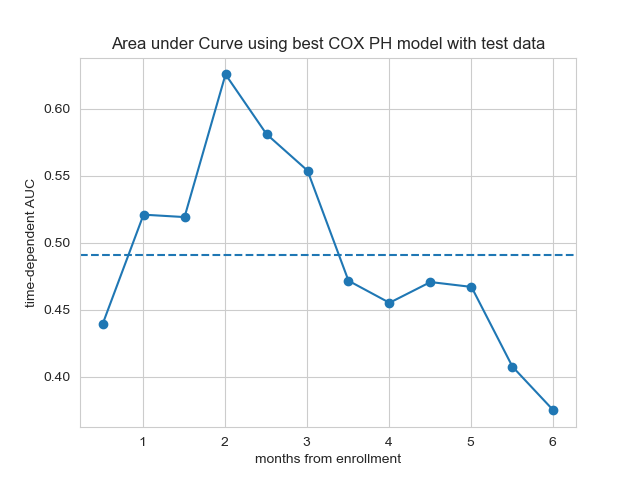 Area under Curve using best COX PH model with test data
time-dependent AUC
0.60
0.55
0.50
0.45
0.40
1 2 3 4 5 6
months from enrollment